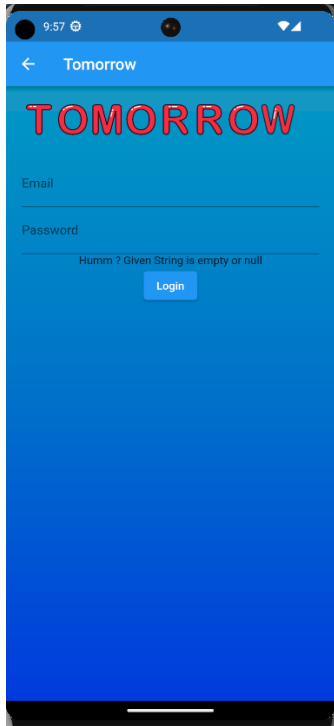 9:57
Tomorrow
TOMORROW
Email
Password
Humm ? Given String is empty or null
Login